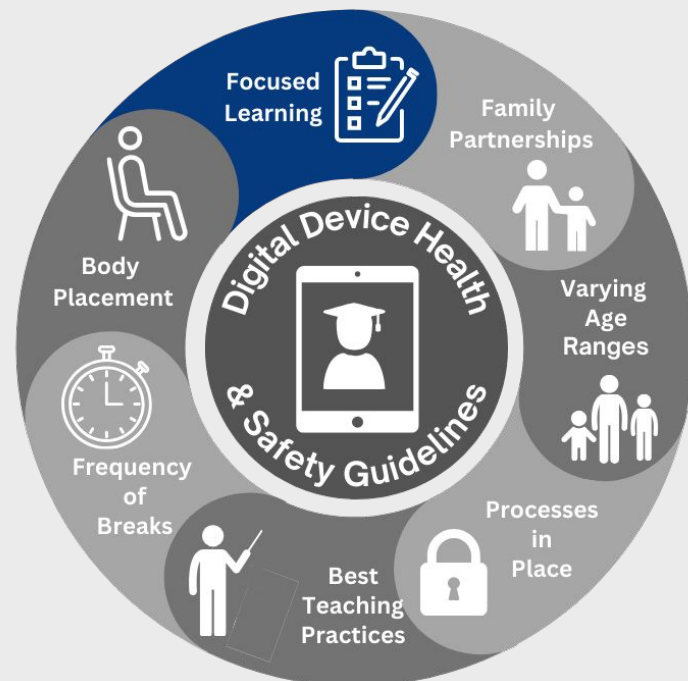 Focused
Learning
Family
Partnerships
Varying
Age
Ranges
Processes
in
Place
Best
Teaching
Practices
Frequency
of
Breaks
Body
Placement
Digital Device Health
& Safety Guidelines